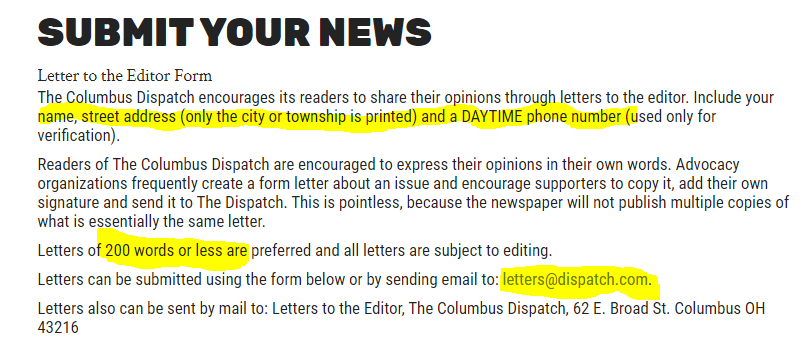 SUBMIT YOUR NEWS
Letter to the Editor Form
The Columbus Dispatch encourages its readers to share their opinions through letters to the editor. Include your
name, street address (only the city or township is printed) and a DAYTIME phone number (used only for
verification).
Readers of The Columbus Dispatch are encouraged to express their opinions in their own words. Advocacy
organizations frequently create a form letter about an issue and encourage supporters to copy it, add their own
signature and send it to The Dispatch. This is pointless, because the newspaper will not publish multiple copies of
what is essentially the same letter.
Letters of 200 words or less are preferred and all letters are subject to editing.
Letters can be submitted using the form below or by sending email to: letters@dispatch.com.
Letters also can be sent by mail to: Letters to the Editor, The Columbus Dispatch, 62 E. Broad St. Columbus OH
43216